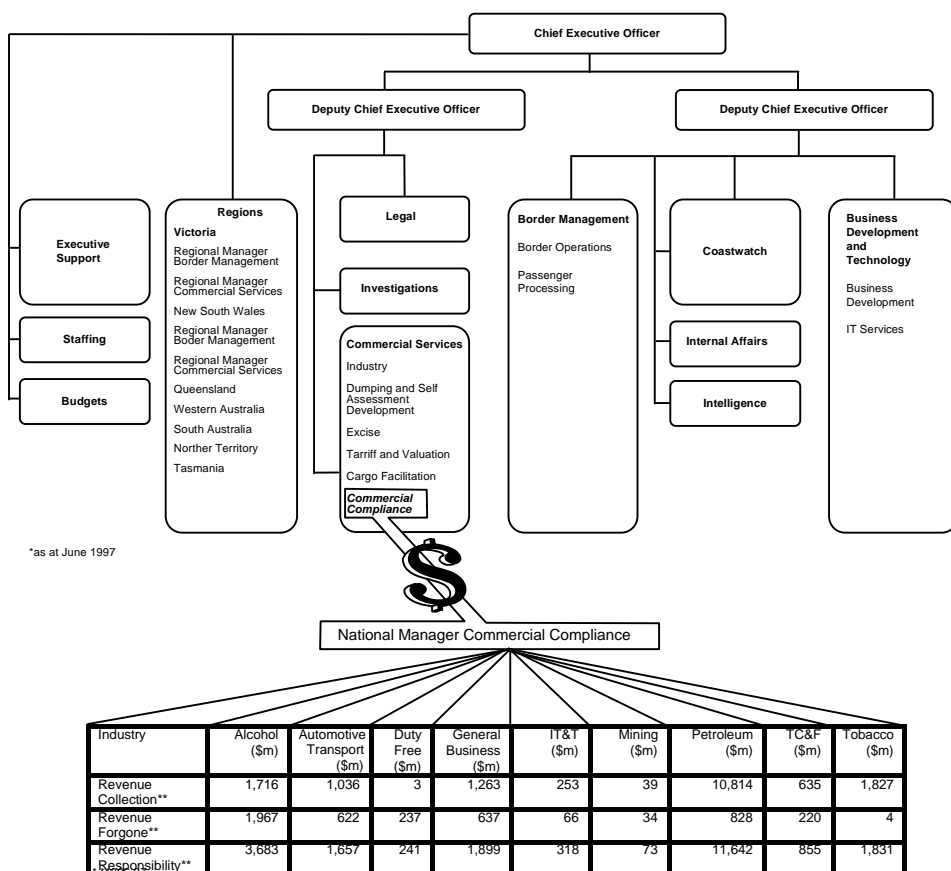 Chief Executive Officer
Deputy Chief Executive Officer
Deputy Chief Executive Officer
Executive
Support
Staffing
Budgets
Regions
Victoria
Regional Manager
Border Management
Regional Manager
Commercial Services
New South Wales
Regional Manager
Boder Management
Regional Manager
Commercial Services
Queensland
Western Australia
South Australia
Norther Territory
Tasmania
Legal
Investigations
Commercial Services
Industry
Dumping and Self
Assessment
Development
Excise
Tarriff and Valuation
Cargo Facilitation
Commercial
Compliance
Border Management
Border Operations
Passenger
Processing
Coastwatch
Internal Affairs
Intelligence
Business
Development
and
Technology
Business
Development
IT Services
*as at June 1997
$
National Manager Commercial Compliance
Industry Alcohol Automotive Duty General IT&T Mining Petroleum TC&F Tobacco
($m) Transport Free Business ($m) ($m) ($m) ($m) ($m)
($m) ($m) ($m)
Revenue 1,716 1,036 3 1,263 253 39 10,814 635 1,827
Collection**
Revenue 1,967 622 237 637 66 34 828 220 4
Forgone**
Revenue 3,683 1,657 241 1,899 318 73 11,642 855 1,831
Responsibility**